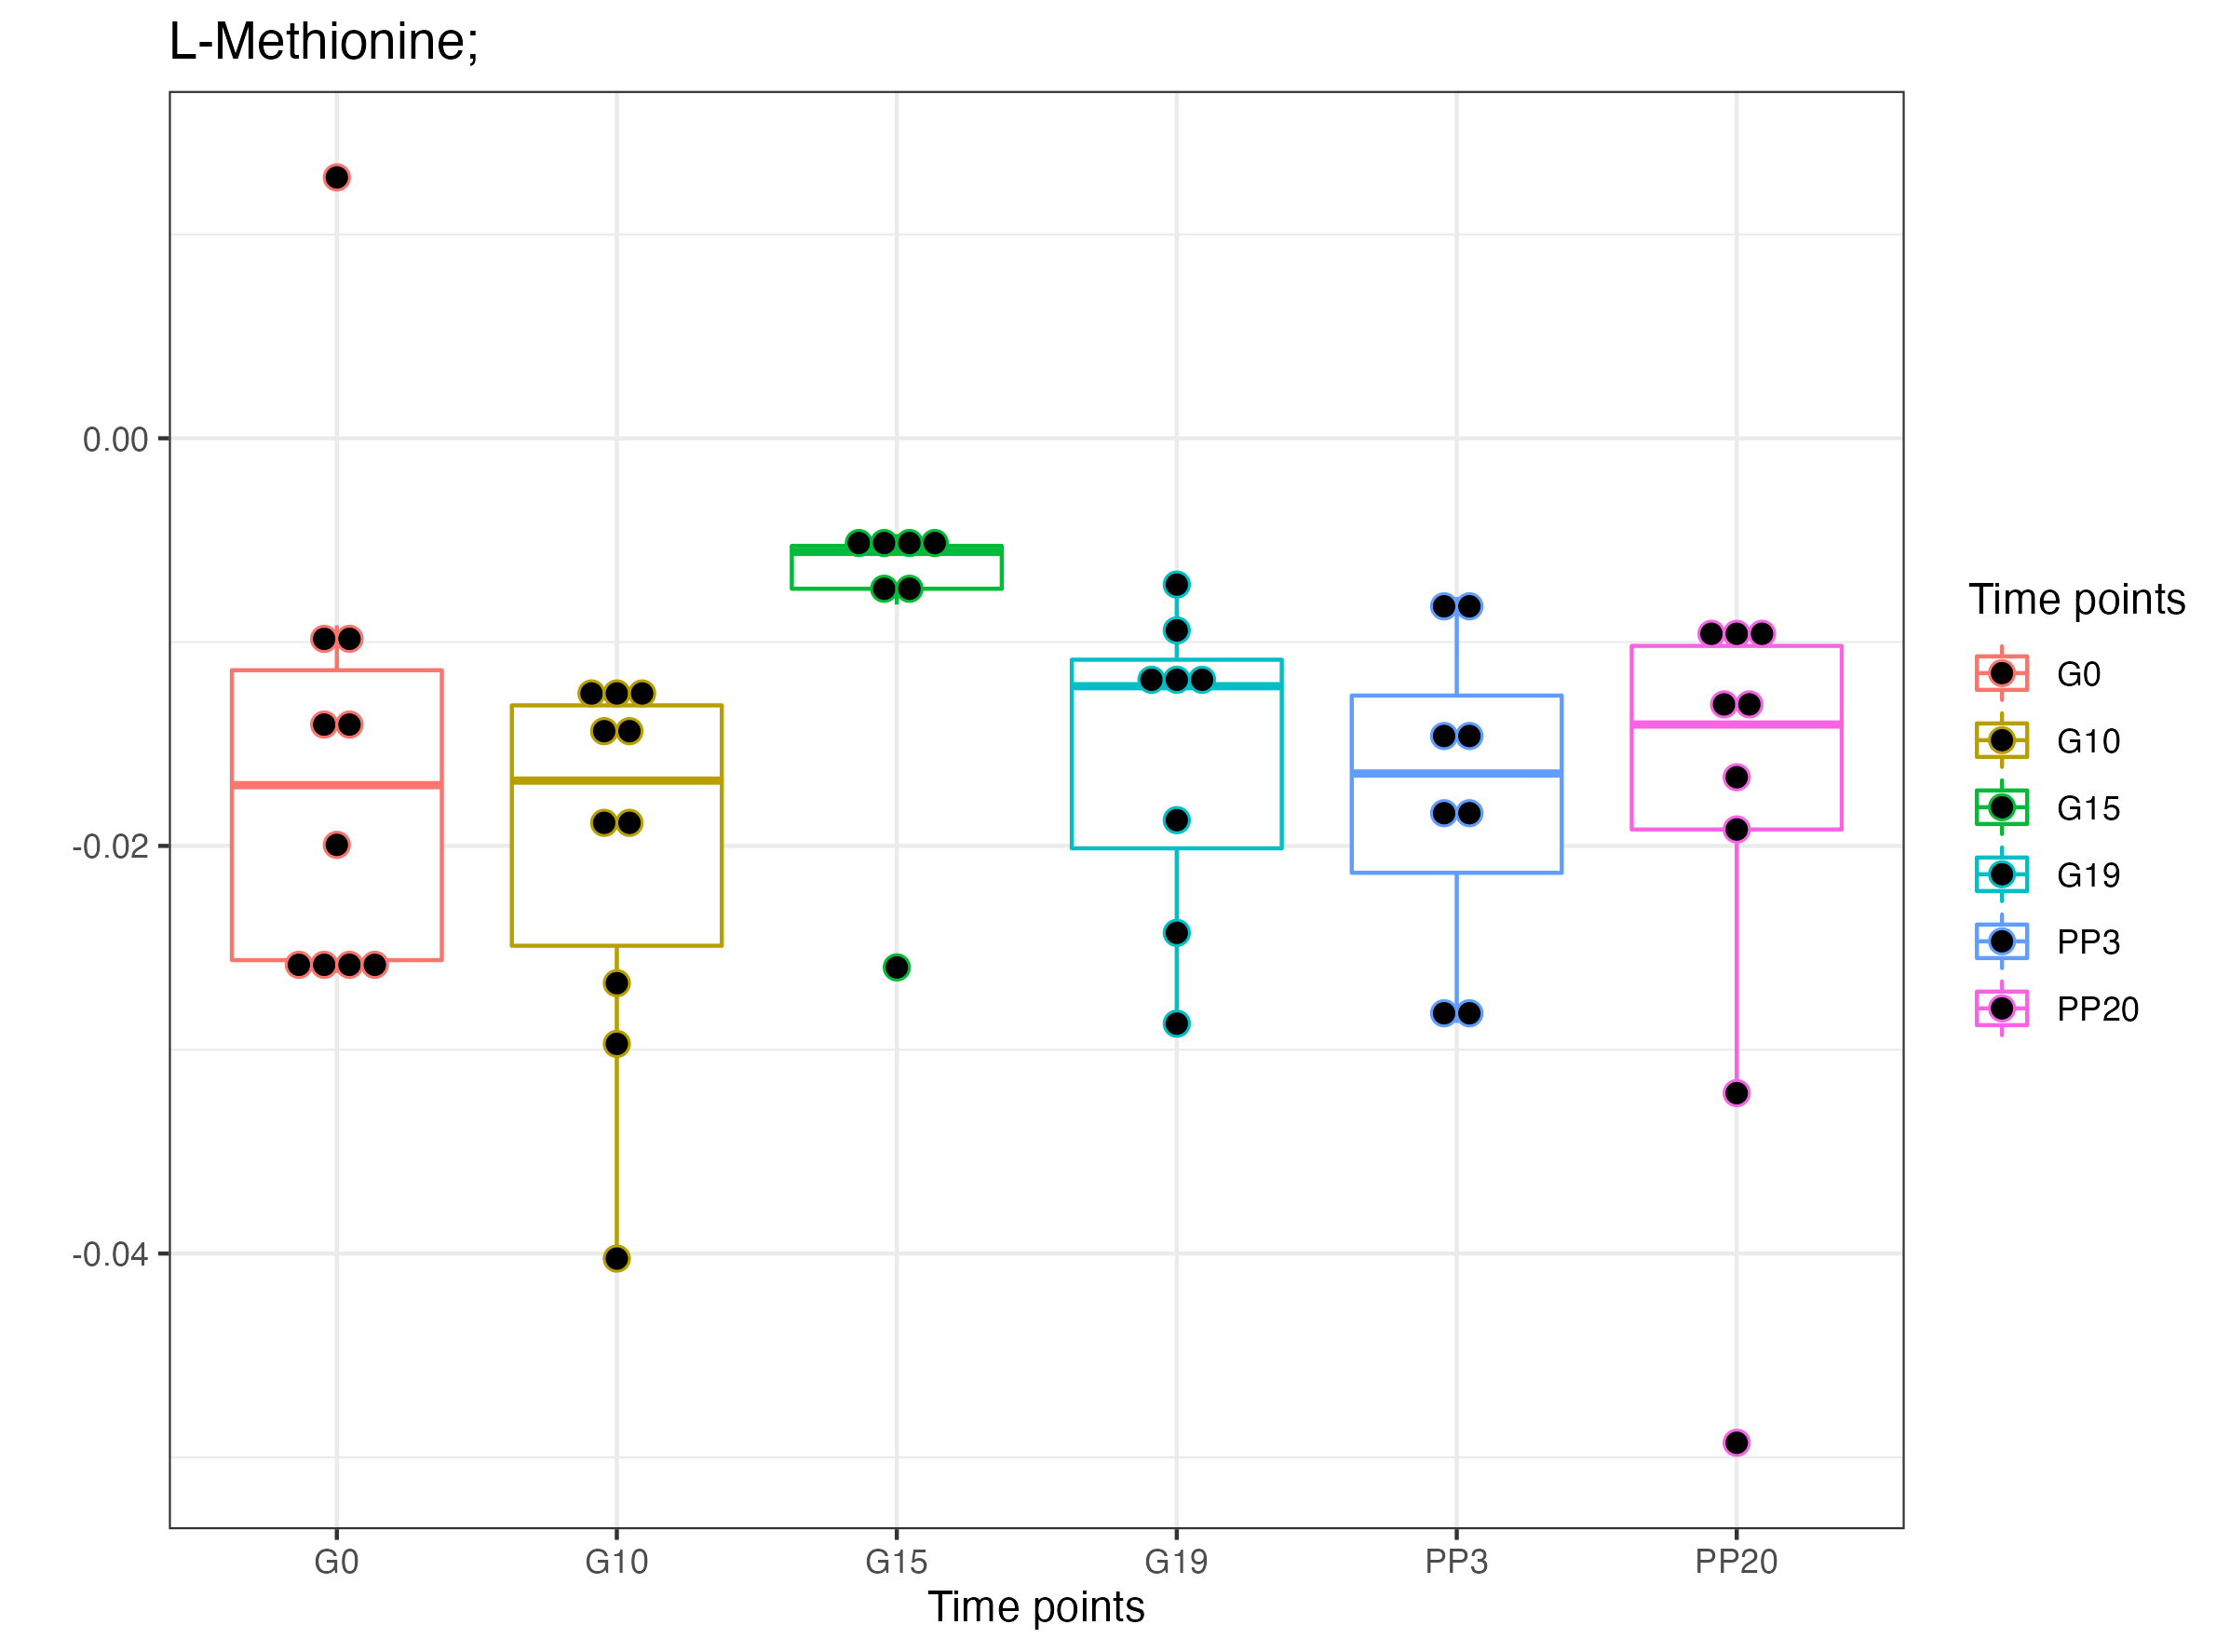 L-Methionine;
0.00
-0.02
-0.04
G0 G10 G15 G19 PP3 PP20
Time points
Time points
G0
G10
G15
G19
PP3
PP20